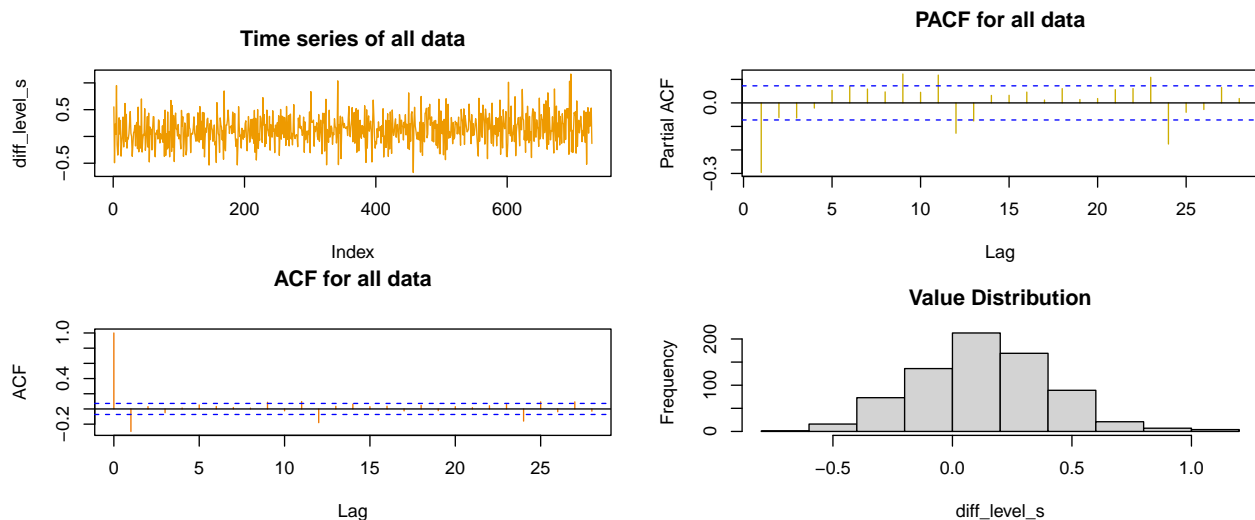 Time series of all data
diff_level_s
0.5
−0.5
0
200
400
600
Index
PACF for all data
Partial ACF
0.0
−0.3
0
5
10
15
20
25
Lag
ACF for all data
ACF
1.0
0.4
−0.2
0
5
10
15
20
25
Lag
Value Distribution
Frequency
200
100
0
−0.5
0.0
0.5
1.0
diff_level_s